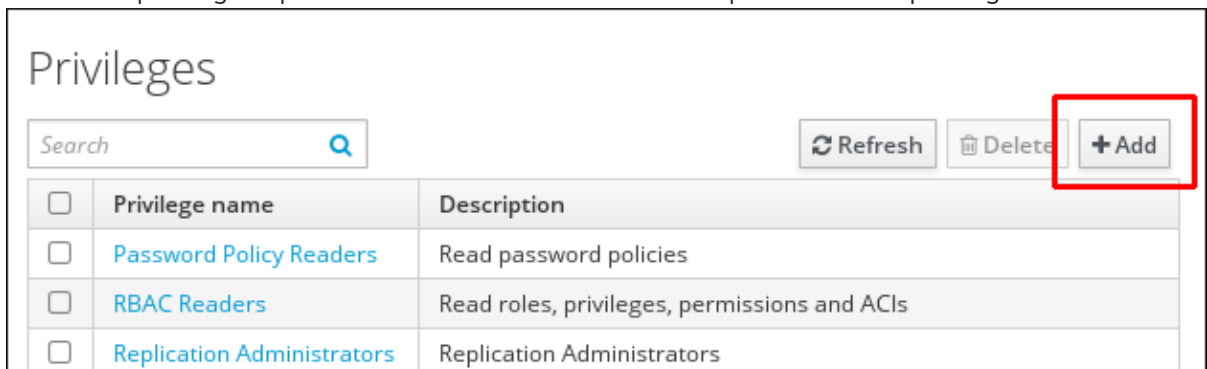 Privileges
Search
Refresh Delete + Add
Privilege name Description
Password Policy Readers Read password policies
RBAC Readers Read roles, privileges, permissions and ACIs
Replication Administrators Replication Administrators